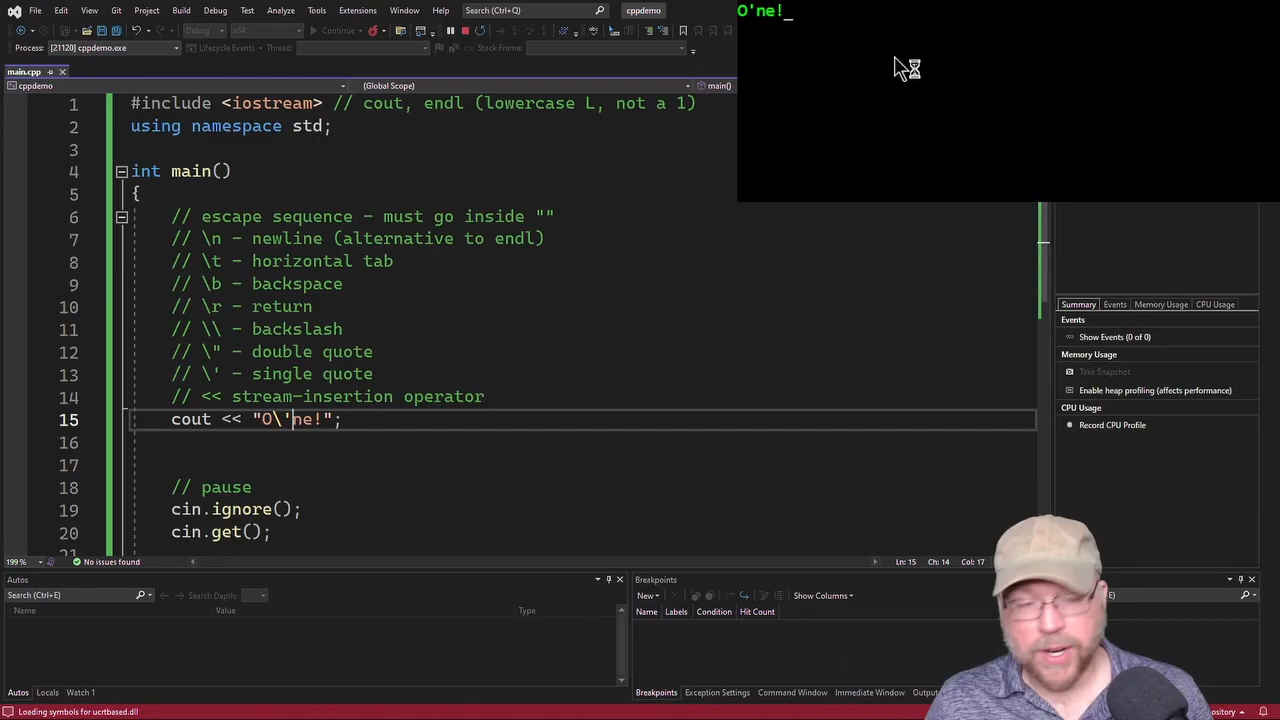 File Edit View Git Project Build Debug Test Analyze Tools Extensions Window Help Search (Ctrl+Q) cppdemo
Debug x64 Continue
Process: [21120] cppdemo.exe Lifecycle Events Thread: Stack Frame:
main.cpp
cppdemo (Global Scope) main()
O'ne!_
1 #include <iostream> // cout, endl (lowercase L, not a 1)
2 using namespace std;
3
4 int main()
5 {
6 // escape sequence - must go inside ""
7 // \n - newline (alternative to endl)
8 // \t - horizontal tab
9 // \b - backspace
10 // \r - return
11 // \\ - backslash
12 // \" - double quote
13 // \' - single quote
14 // << stream-insertion operator
15 cout << "O\'ne!";
16
17
18 // pause
19 cin.ignore();
20 cin.get();
21
Summary Events Memory Usage CPU Usage
Events
Show Events (0 of 0)
Memory Usage
Take Snapshot
Enable heap profiling (affects performance)
CPU Usage
Record CPU Profile
199 % No issues found Ln: 15 Ch: 14 Col: 17
Autos
Search (Ctrl+E) Search Depth:
Name Value Type
Autos Locals Watch 1
Breakpoints
New Show Columns E)
Name Labels Condition Hit Count
Breakpoints Exception Settings Command Window Immediate Window Outpu
Loading symbols for ucrtbased.dll ository